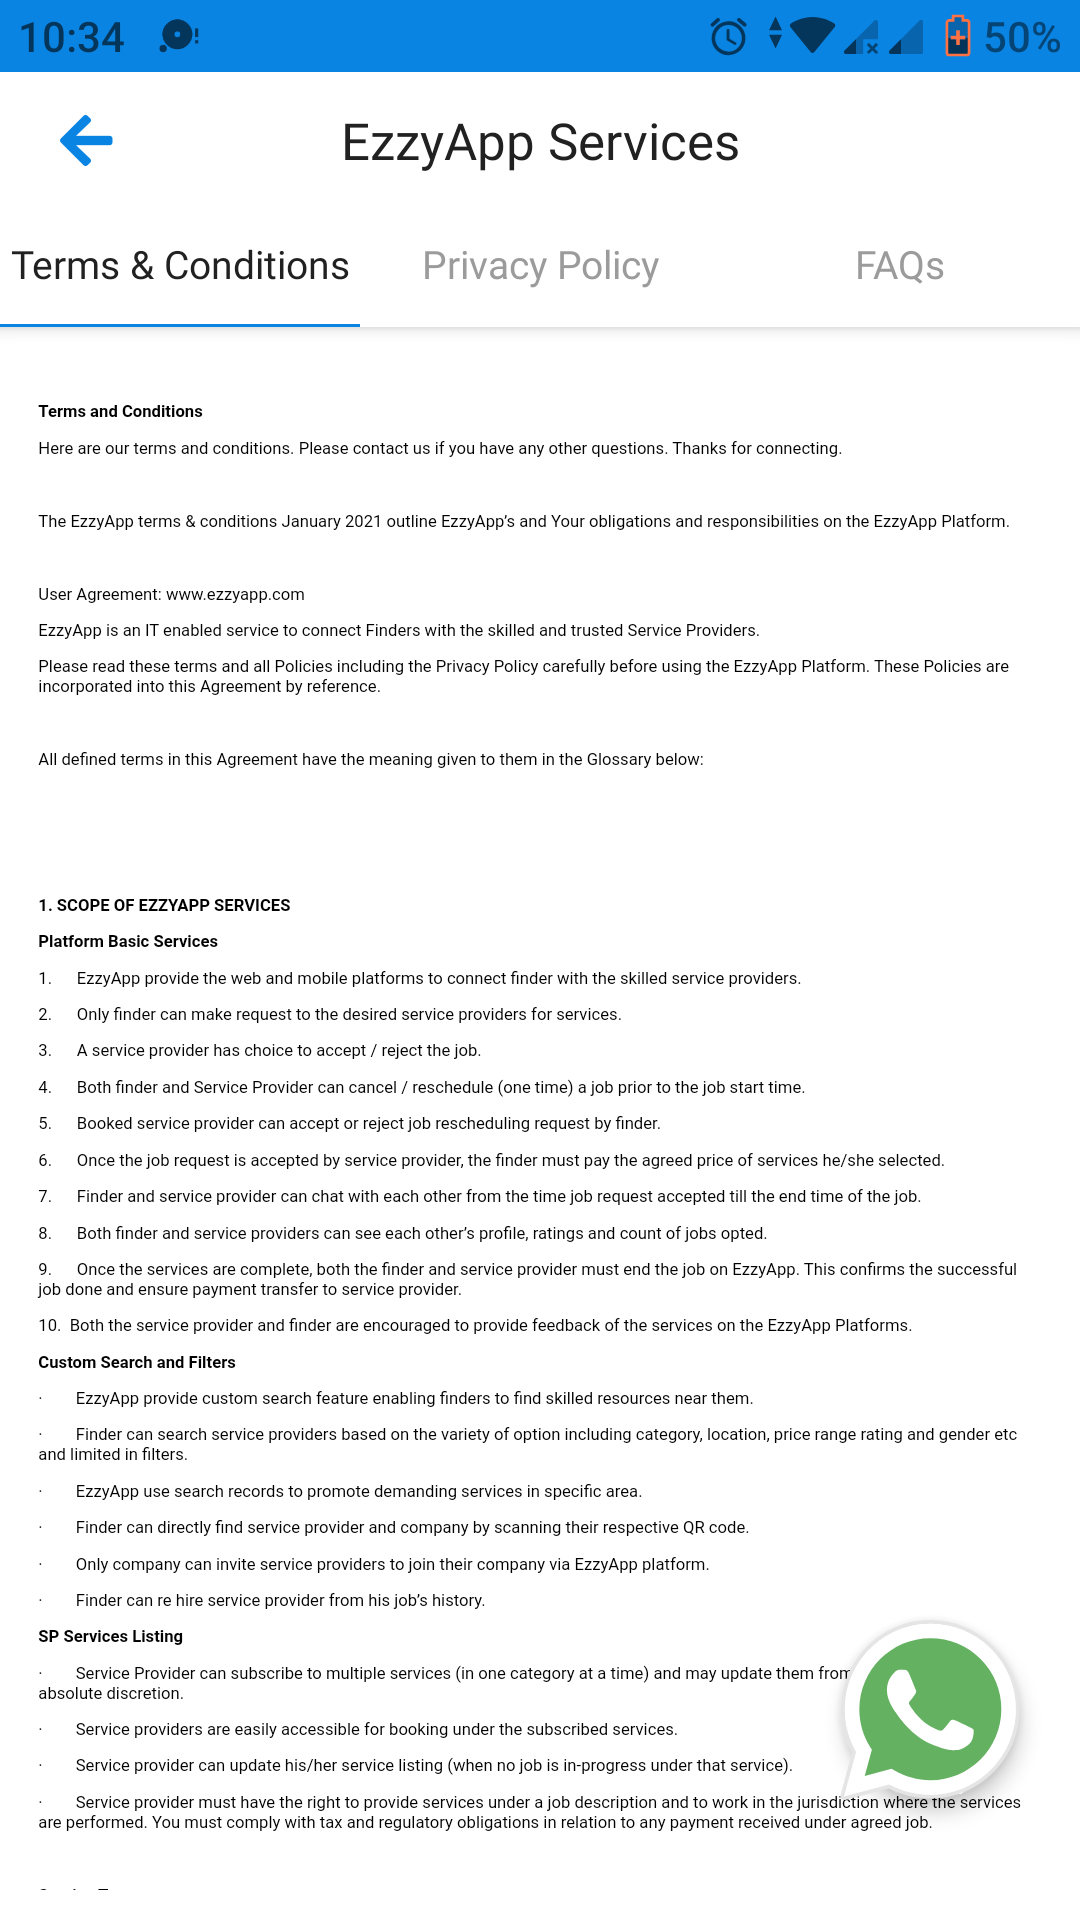 10:34
50%
EzzyApp Services
Terms & Conditions
Privacy Policy
FAQs
Terms and Conditions
Here are our terms and conditions. Please contact us if you have any other questions. Thanks for connecting.
The EzzyApp terms & conditions January 2021 outline EzzyApp’s and Your obligations and responsibilities on the EzzyApp Platform.
User Agreement: www.ezzyapp.com
EzzyApp is an IT enabled service to connect Finders with the skilled and trusted Service Providers.
Please read these terms and all Policies including the Privacy Policy carefully before using the EzzyApp Platform. These Policies are
incorporated into this Agreement by reference.
All defined terms in this Agreement have the meaning given to them in the Glossary below:
1. SCOPE OF EZZYAPP SERVICES
Platform Basic Services
1. EzzyApp provide the web and mobile platforms to connect finder with the skilled service providers.
2. Only finder can make request to the desired service providers for services.
3. A service provider has choice to accept / reject the job.
4. Both finder and Service Provider can cancel / reschedule (one time) a job prior to the job start time.
5. Booked service provider can accept or reject job rescheduling request by finder.
6. Once the job request is accepted by service provider, the finder must pay the agreed price of services he/she selected.
7. Finder and service provider can chat with each other from the time job request accepted till the end time of the job.
8. Both finder and service providers can see each other’s profile, ratings and count of jobs opted.
9. Once the services are complete, both the finder and service provider must end the job on EzzyApp. This confirms the successful
job done and ensure payment transfer to service provider.
10. Both the service provider and finder are encouraged to provide feedback of the services on the EzzyApp Platforms.
Custom Search and Filters
· EzzyApp provide custom search feature enabling finders to find skilled resources near them.
· Finder can search service providers based on the variety of option including category, location, price range rating and gender etc
and limited in filters.
· EzzyApp use search records to promote demanding services in specific area.
· Finder can directly find service provider and company by scanning their respective QR code.
· Only company can invite service providers to join their company via EzzyApp platform.
· Finder can re hire service provider from his job’s history.
SP Services Listing
· Service Provider can subscribe to multiple services (in one category at a time) and may update them from
absolute discretion.
· Service providers are easily accessible for booking under the subscribed services.
· Service provider can update his/her service listing (when no job is in-progress under that service).
· Service provider must have the right to provide services under a job description and to work in the jurisdiction where the services
are performed. You must comply with tax and regulatory obligations in relation to any payment received under agreed job.